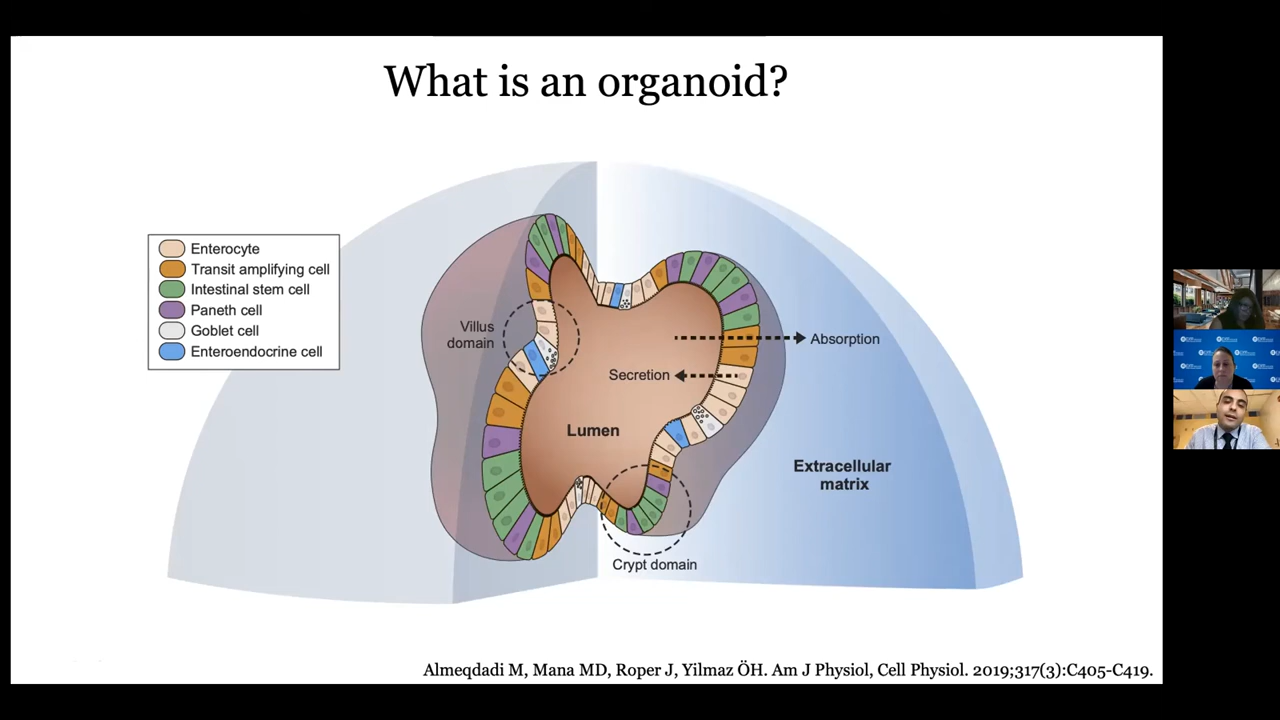 What is an organoid?
Enterocyte
Transit amplifying cell
Intestinal stem cell
Paneth cell
Goblet cell
Enteroendocrine cell
Villus
domain
Absorption
Secretion
Lumen
Extracellular
matrix
Crypt domain
Almeqdadi M, Mana MD, Roper J, Yilmaz ÖH. Am J Physiol, Cell Physiol. 2019;317(3):C405-C419.